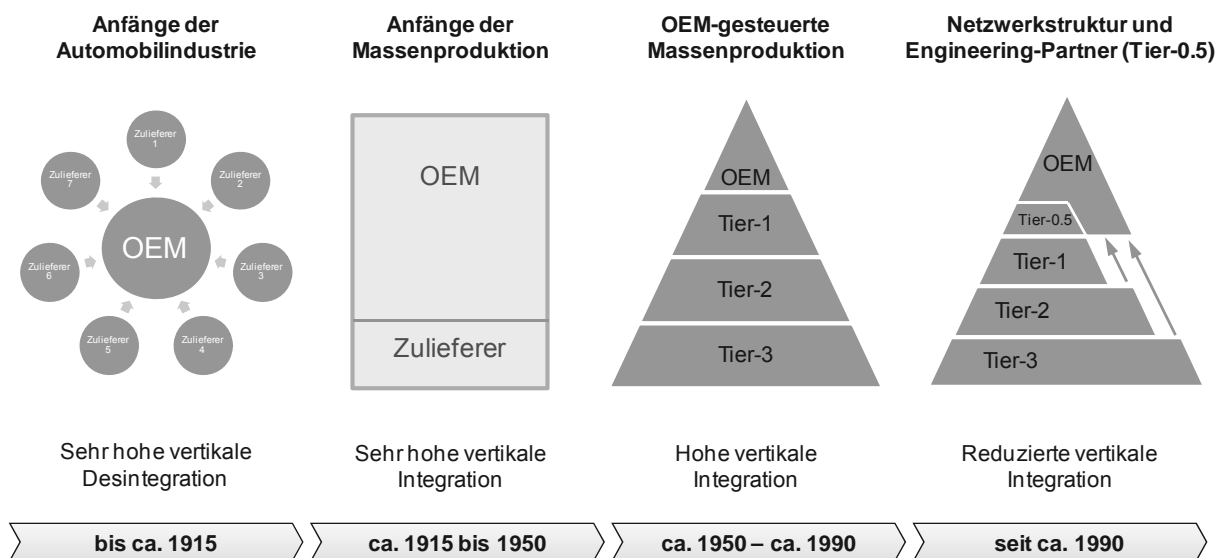 Anfänge der
Automobilindustrie
Anfänge der
Massenproduktion
OEM-gesteuerte
Massenproduktion
Netzwerkstruktur und
Engineering-Partner (Tier-0.5)
Zulieferer
1
Zulieferer
2
Zulieferer
3
Zulieferer
4
Zulieferer
5
Zulieferer
6
Zulieferer
7
OEM
OEM
Zulieferer
OEM
Tier-1
Tier-2
Tier-3
OEM
Tier-0.5
Tier-1
Tier-2
Tier-3
Sehr hohe vertikale
Desintegration
Sehr hohe vertikale
Integration
Hohe vertikale
Integration
Reduzierte vertikale
Integration
bis ca. 1915
ca. 1915 bis 1950
ca. 1950 – ca. 1990
seit ca. 1990